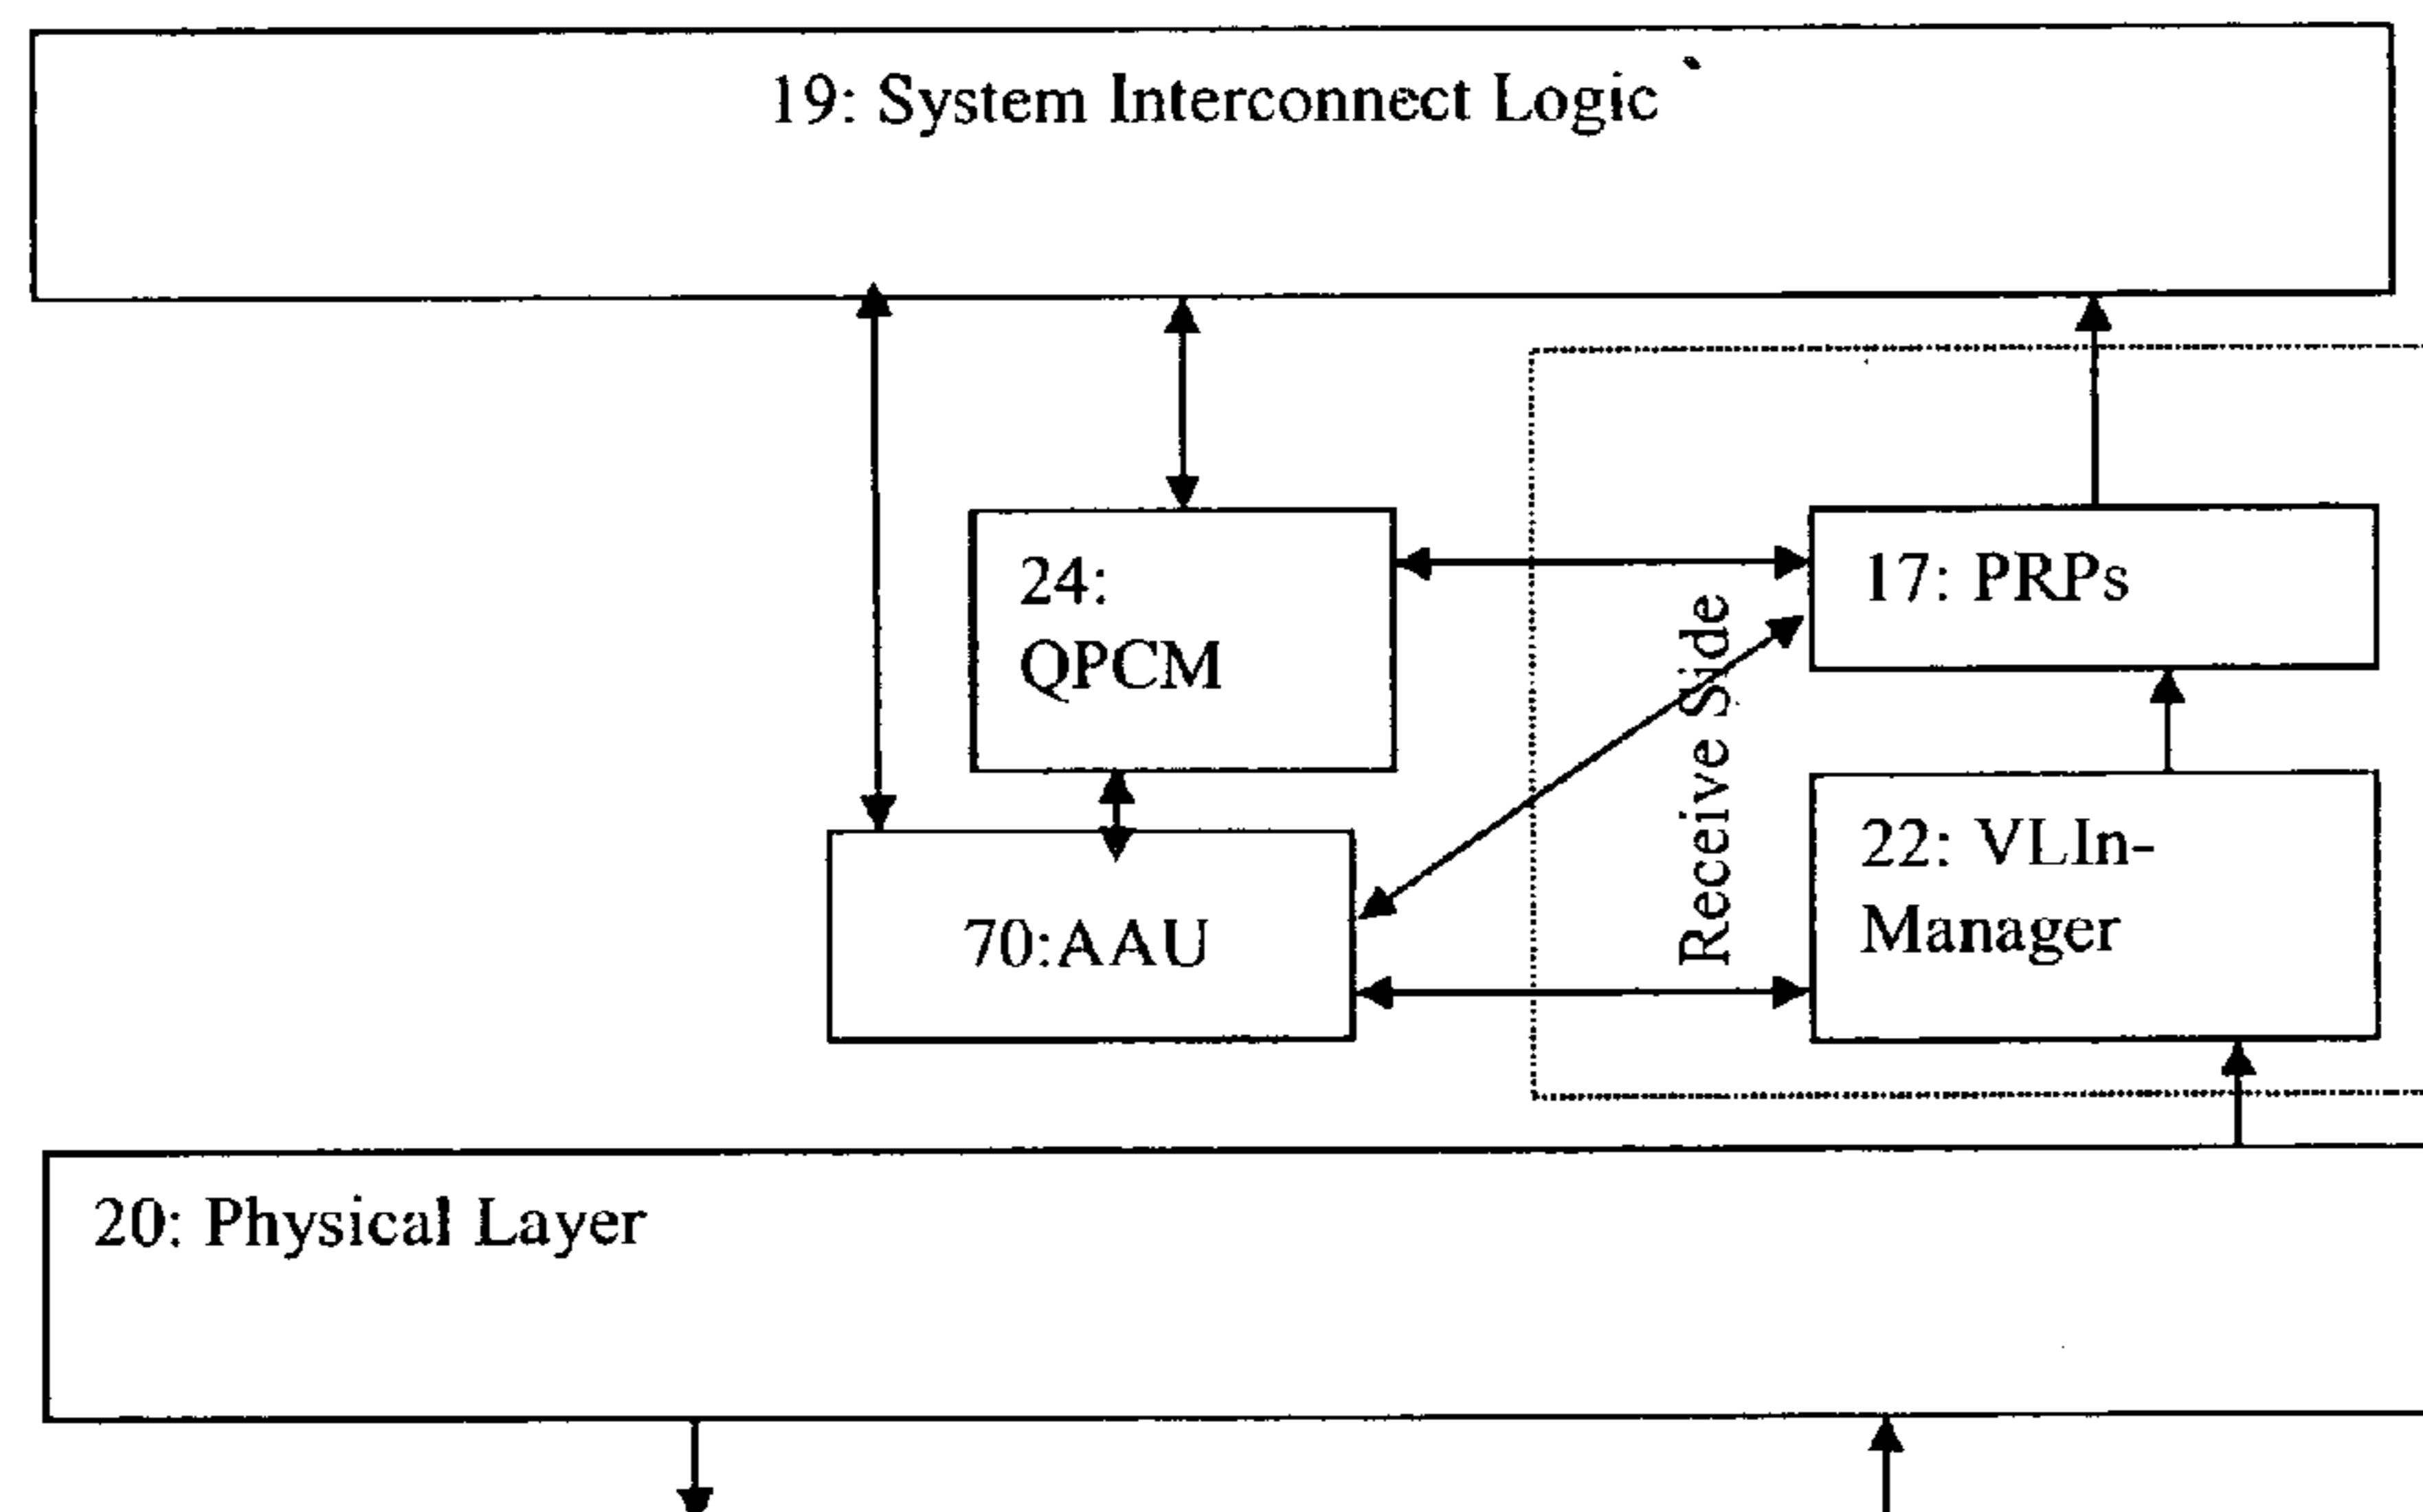 19: System Interconnect Logic
24:
QPCM
17: PRPs
Receive Side
22: VLIn-
Manager
70:AAU
20: Physical Layer